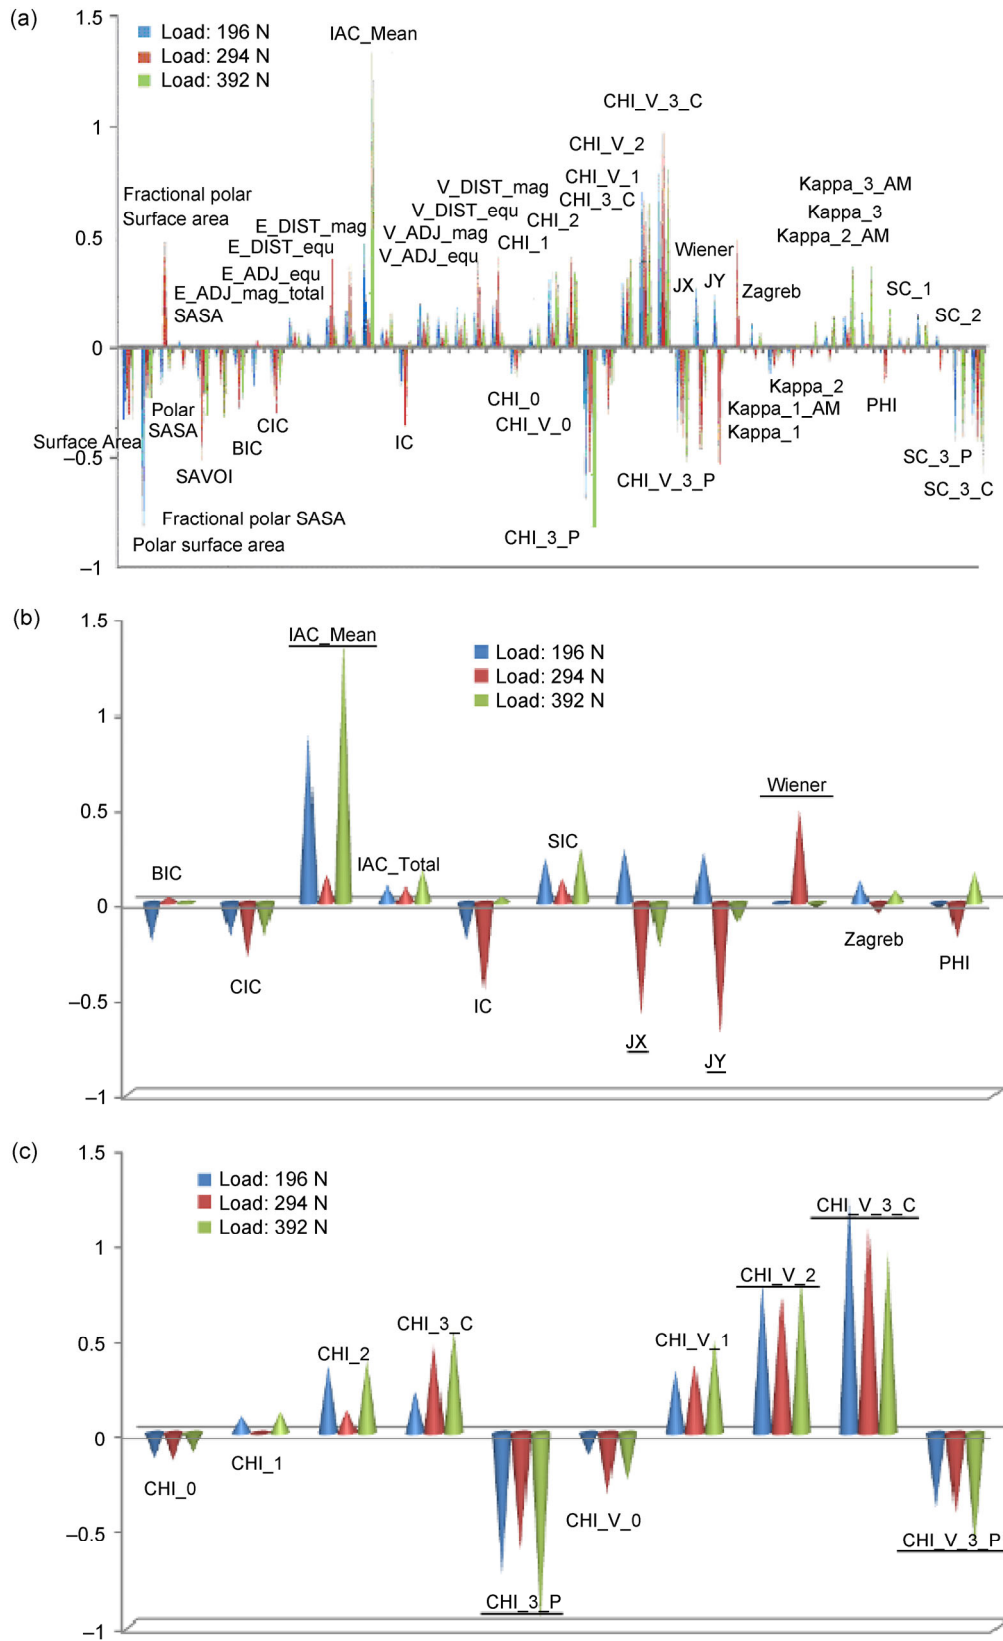 (a)
1.5
Load: 196 N
Load: 294 N
Load: 392 N
IAC_Mean
1
CHI_V_3_C
CHI_V_2
CHI_V_1
CHI_3_C
Fractional polar
Surface area
V_DIST_mag
V_DIST_equ
CHI_2
V_ADJ_mag
CHI_1
V_ADJ_equ
E_DIST_mag
E_DIST_equ
E_ADJ_equ
E_ADJ_mag_total
SASA
Kappa_3_AM
Kappa_3
Kappa_2_AM
Wiener
JX
JY
Zagreb
SC_1
SC_2
0.5
0
Surface Area
Polar
SASA
SAVOI
BIC
CIC
IC
CHI_0
CHI_V_0
Kappa_2
Kappa_1_AM
Kappa_1
PHI
CHI_V_3_P
SC_3_P
SC_3_C
–0.5
Fractional polar SASA
Polar surface area
CHI_3_P
–1
(b)
1.5
IAC_Mean
Load: 196 N
Load: 294 N
Load: 392 N
1
Wiener
0.5
BIC
IAC_Total
SIC
0
CIC
IC
Zagreb
PHI
–0.5
JX
JY
–1
(c)
1.5
Load: 196 N
Load: 294 N
Load: 392 N
CHI_V_3_C
1
CHI_V_2
CHI_3_C
CHI_2
CHI_V_1
0.5
0
CHI_0
CHI_1
CHI_V_0
–0.5
CHI_V_3_P
CHI_3_P
–1